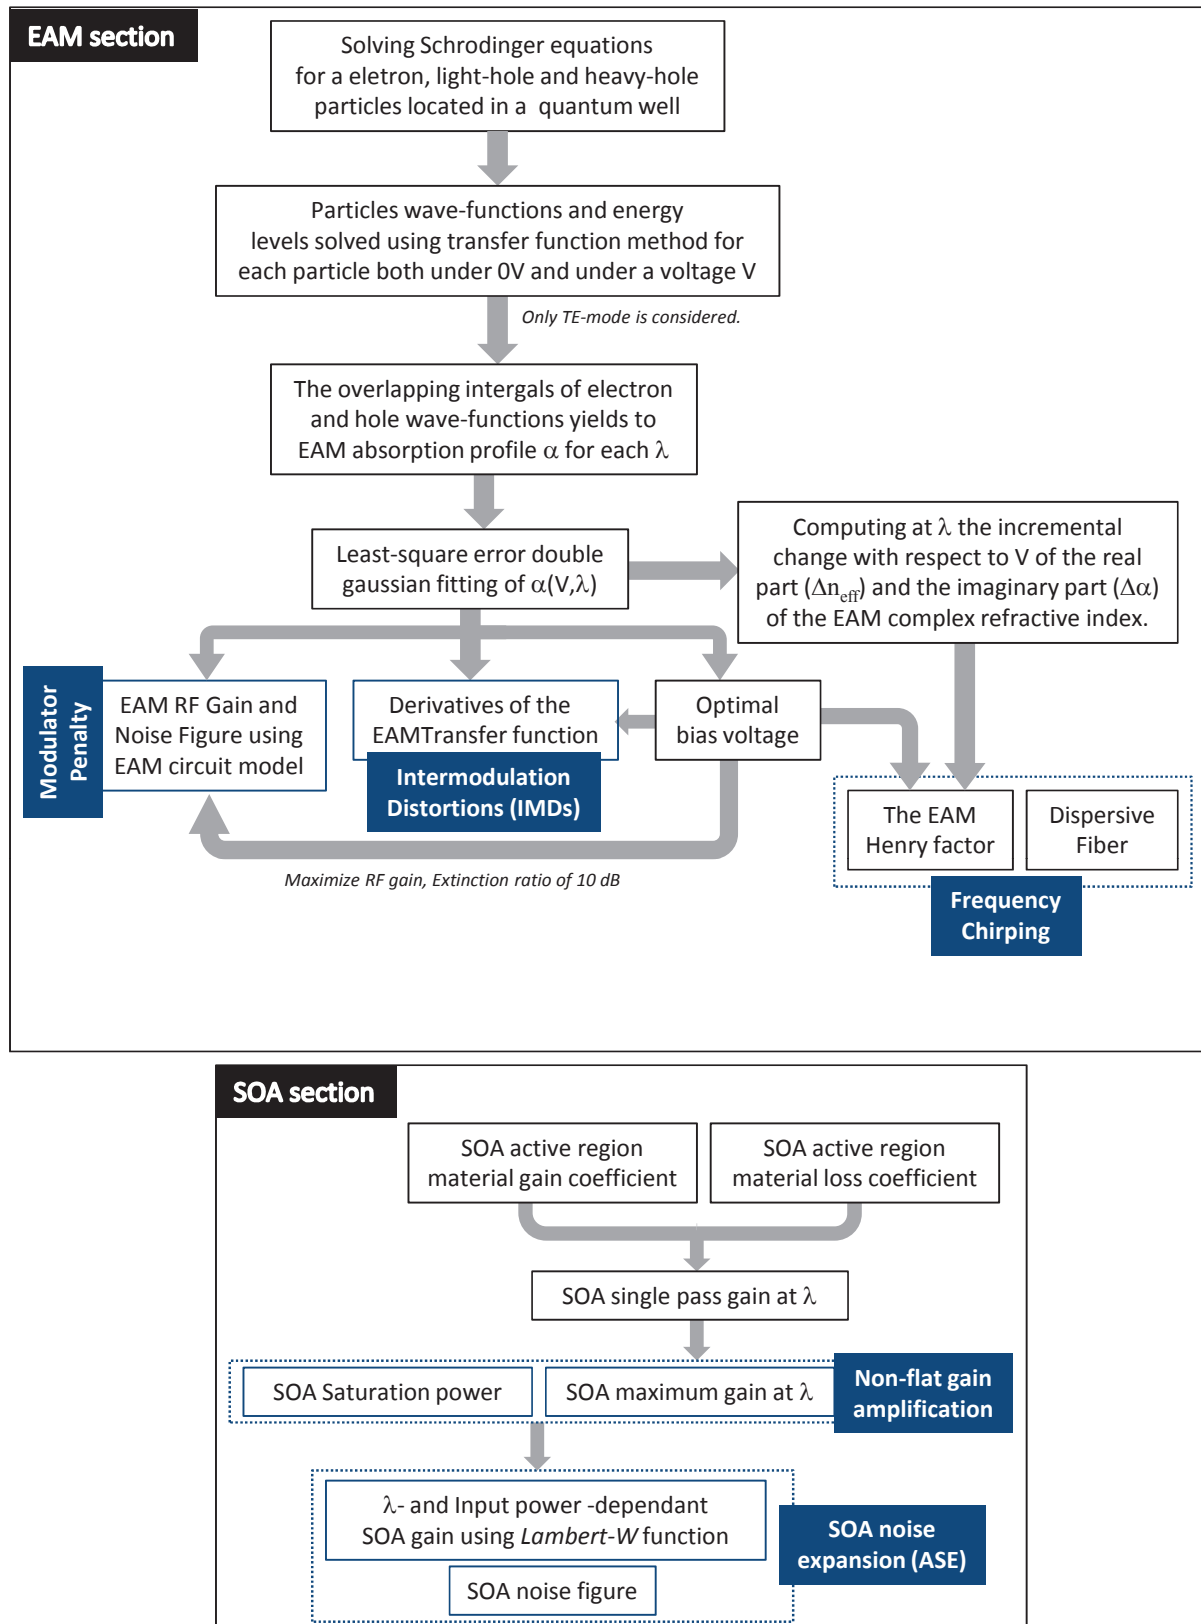 EAM section
Solving Schrodinger equations
for a eletron, light-hole and heavy-hole
particles located in a quantum well
Particles wave-functions and energy
levels solved using transfer function method for
each particle both under 0V and under a voltage V
Only TE-mode is considered.
The overlapping intergals of electron
and hole wave-functions yields to
EAM absorption profile α for each λ
Least-square error double
gaussian fitting of α(V,λ)
Computing at λ the incremental
change with respect to V of the real
part (Δn_eff) and the imaginary part (Δα)
of the EAM complex refractive index.
Modulator
Penalty
EAM RF Gain and
Noise Figure using
EAM circuit model
Derivatives of the
EAMTransfer function
Intermodulation
Distortions (IMDs)
Optimal
bias voltage
Maximize RF gain, Extinction ratio of 10 dB
The EAM
Henry factor
Dispersive
Fiber
Frequency
Chirping
SOA section
SOA active region
material gain coefficient
SOA active region
material loss coefficient
SOA single pass gain at λ
SOA Saturation power
SOA maximum gain at λ
Non-flat gain
amplification
λ- and Input power -dependant
SOA gain using Lambert-W function
SOA noise figure
SOA noise
expansion (ASE)